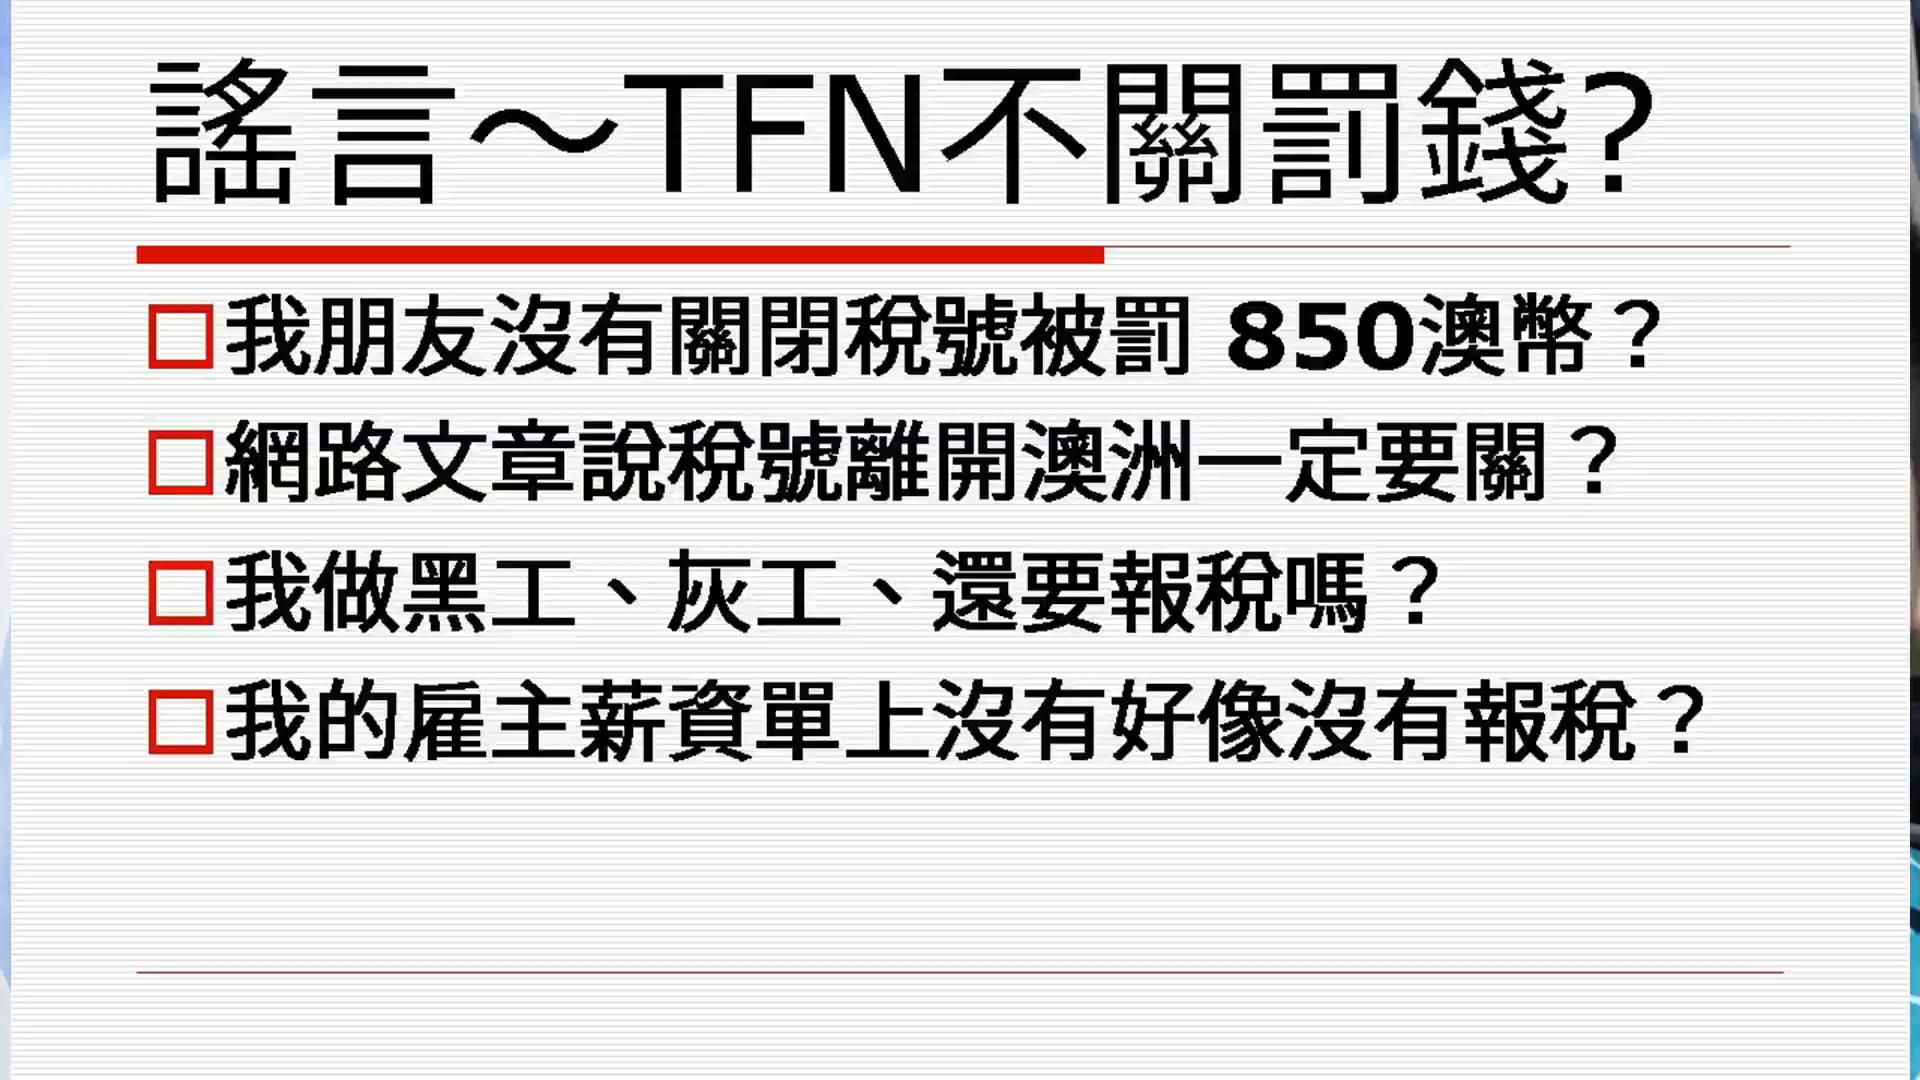 謠言～TFN不關罰錢?
我朋友沒有關閉稅號被罰 850澳幣？
網路文章說稅號離開澳洲一定要關？
我做黑工、灰工、還要報稅嗎？
我的雇主薪資單上沒有好像沒有報稅？